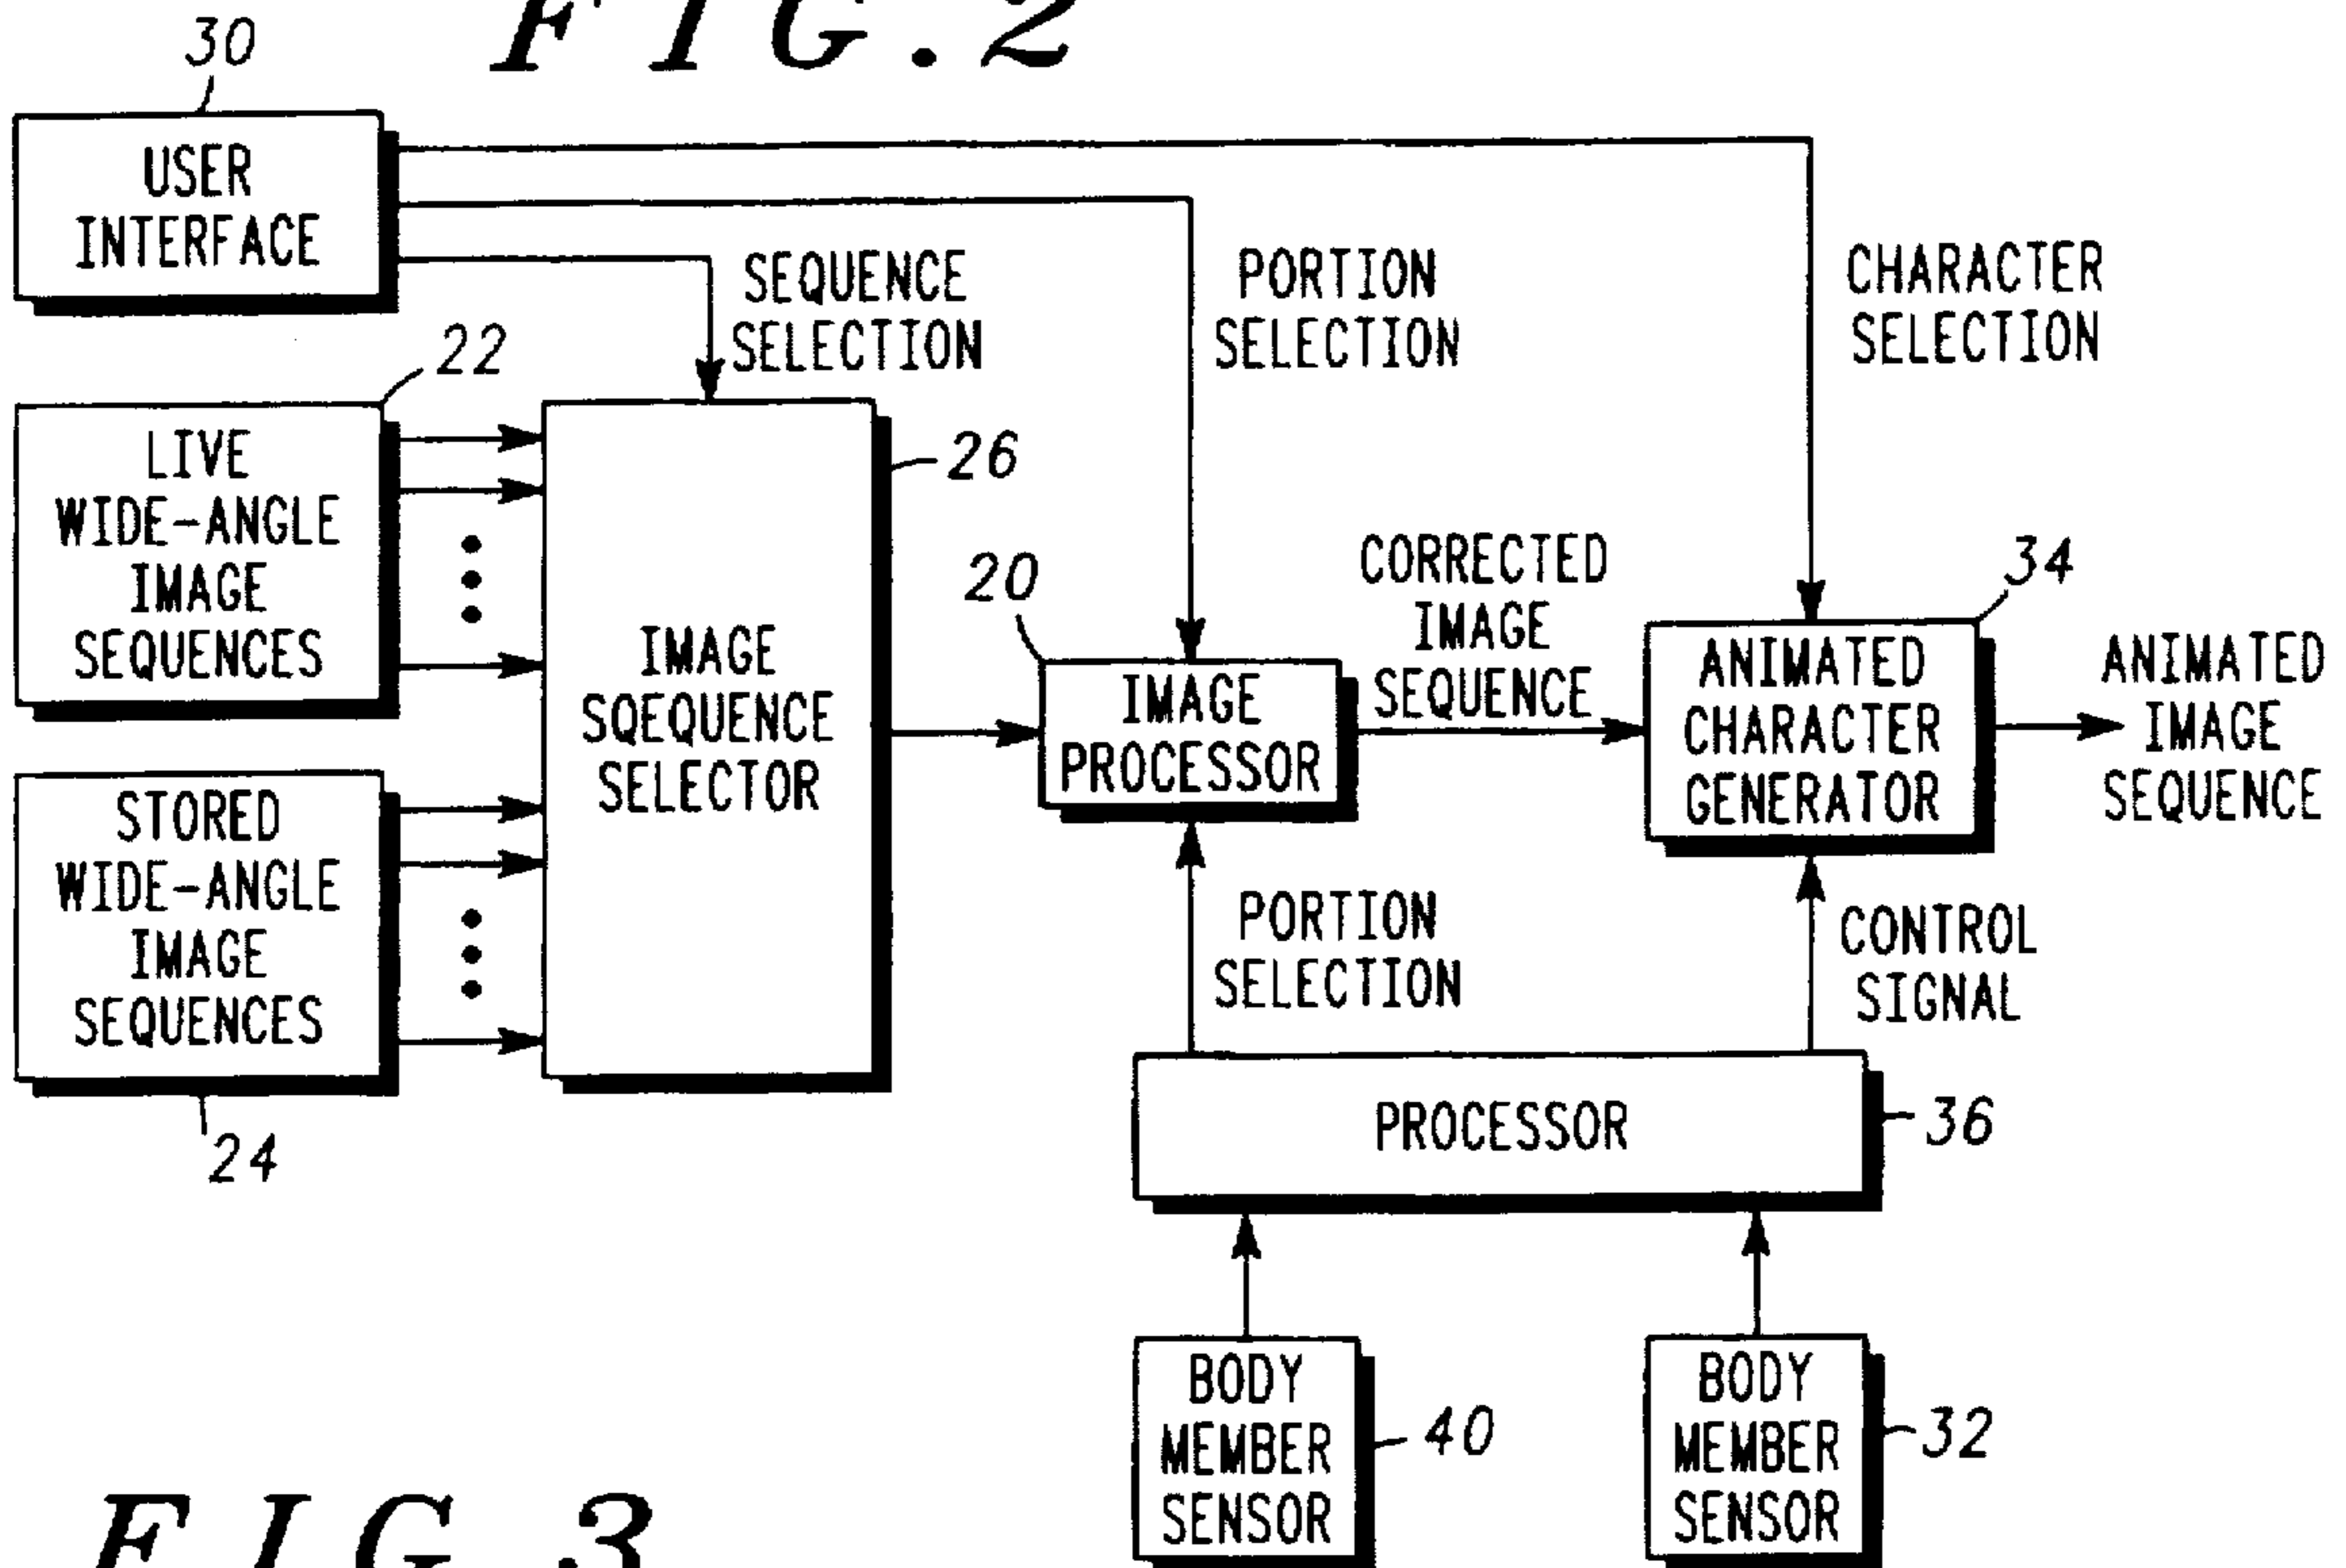 FIG.2
30
USER
INTERFACE
SEQUENCE
SELECTION
PORTION
SELECTION
CHARACTER
SELECTION
22
LIVE
WIDE-ANGLE
IMAGE
SEQUENCES
26
IMAGE
SQEQUENCE
SELECTOR
20
IMAGE
PROCESSOR
CORRECTED
IMAGE
SEQUENCE
34
ANIMATED
CHARACTER
GENERATOR
ANIMATED
IMAGE
SEQUENCE
STORED
WIDE-ANGLE
IMAGE
SEQUENCES
24
PORTION
SELECTION
CONTROL
SIGNAL
PROCESSOR
36
BODY
MEMBER
SENSOR
40
BODY
MEMBER
SENSOR
32
FIG.3